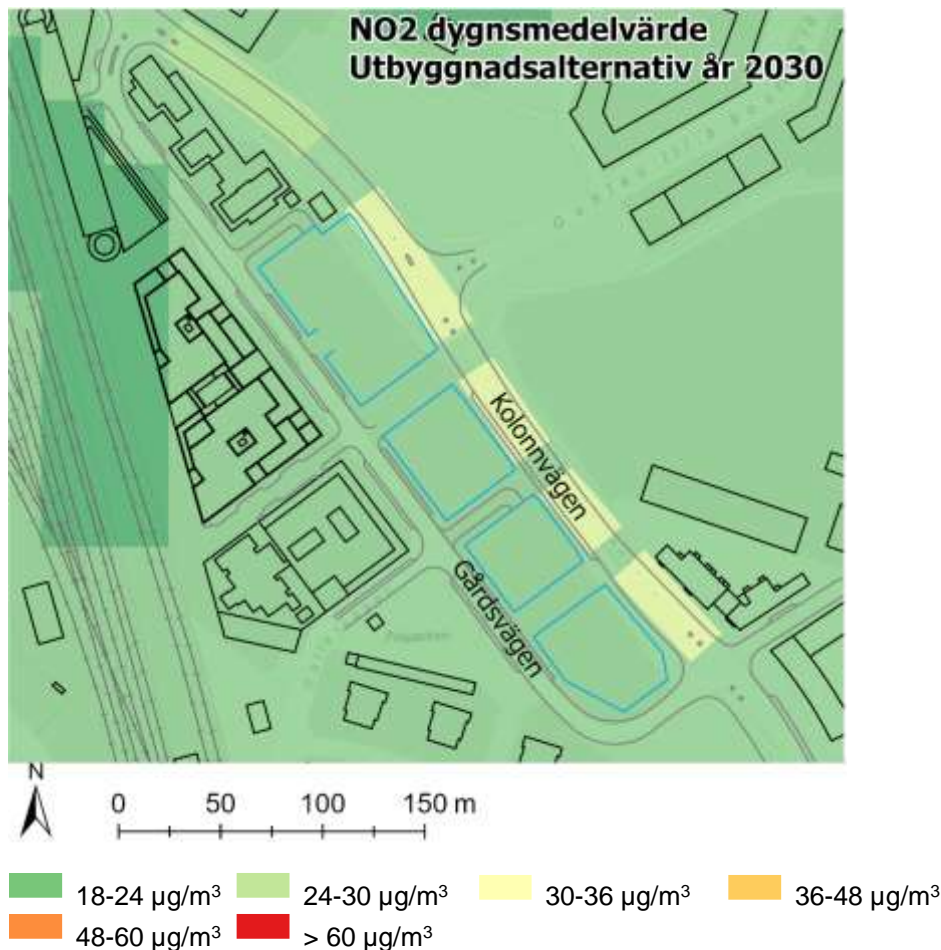 NO2 dygnsmedelvärde
Utbyggnadsalternativ år 2030
Kolonnvägen
Gårdsvägen
N
0 50 100 150 m
18-24 µg/m³ 24-30 µg/m³ 30-36 µg/m³ 36-48 µg/m³
48-60 µg/m³ > 60 µg/m³